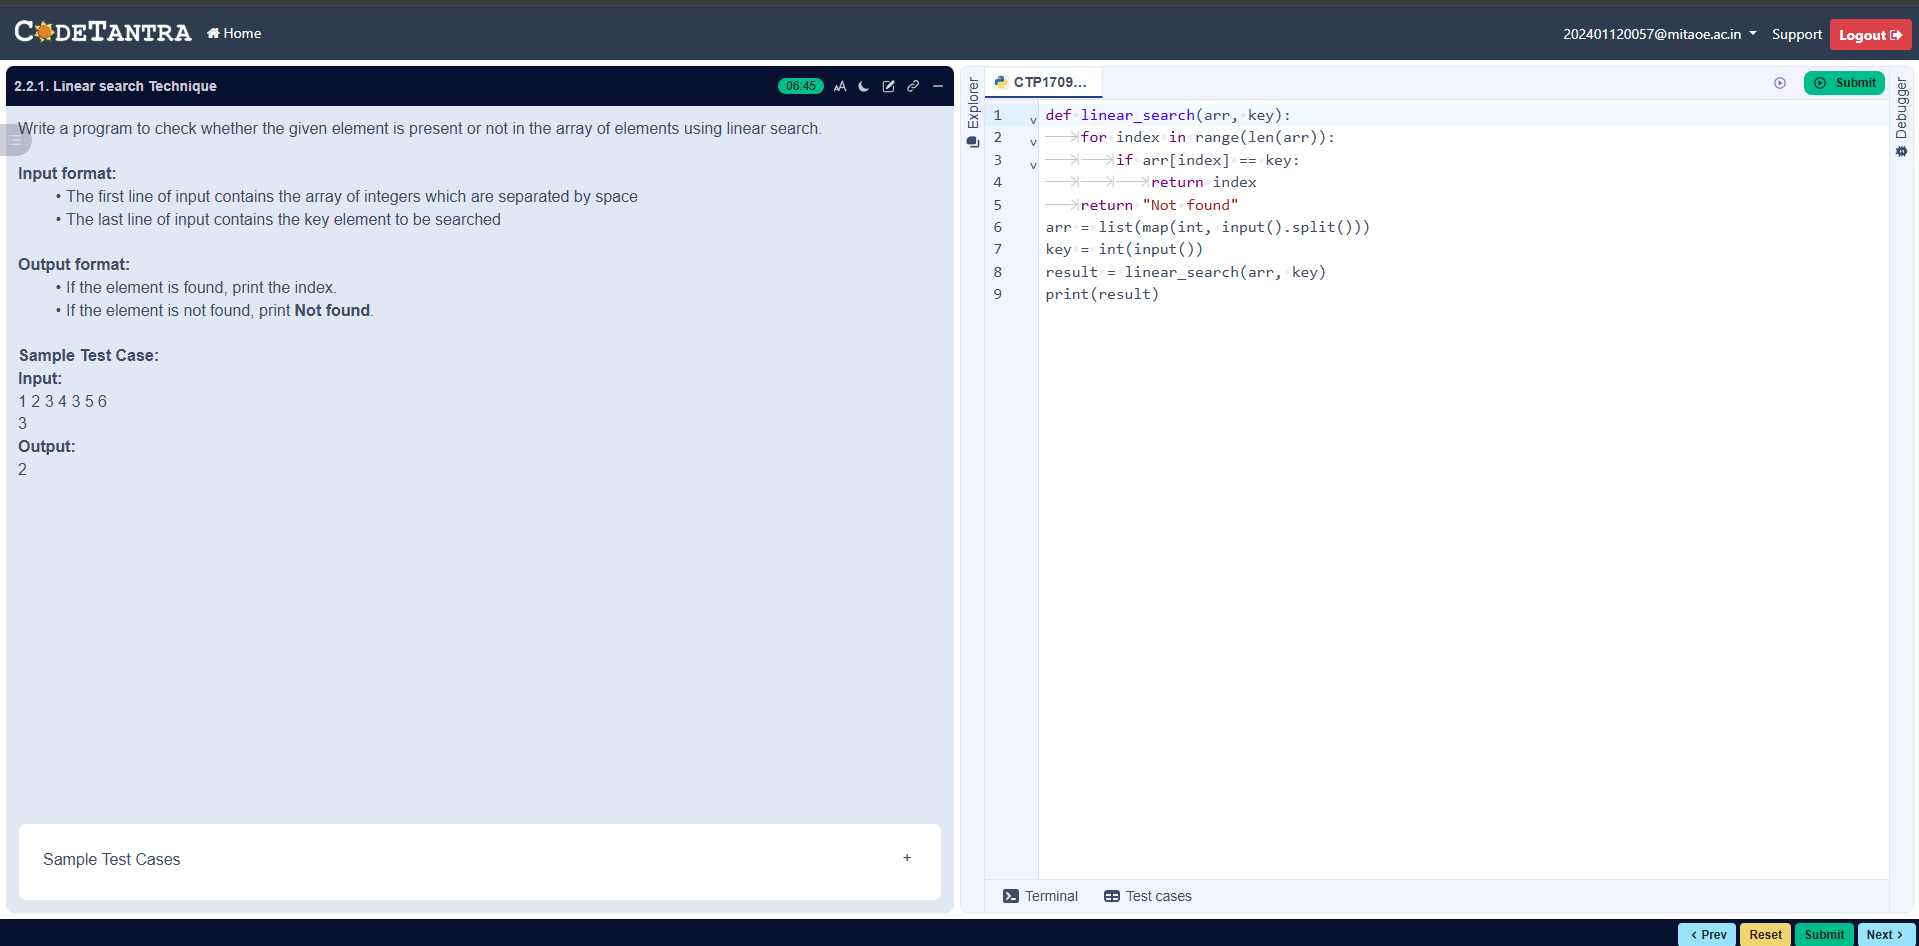 CODETANTRA Home 202401120057@mitaoe.ac.in Support Logout
2.2.1. Linear search Technique 06:45 AA
Write a program to check whether the given element is present or not in the array of elements using linear search.
Input format:
• The first line of input contains the array of integers which are separated by space
• The last line of input contains the key element to be searched
Output format:
• If the element is found, print the index.
• If the element is not found, print Not found.
Sample Test Case:
Input:
1 2 3 4 3 5 6
3
Output:
2
Sample Test Cases +
Explorer
CTP1709...
Submit
Debugger
1 def linear_search(arr, key):
2 for index in range(len(arr)):
3 if arr[index] == key:
4 return index
5 return "Not found"
6 arr = list(map(int, input().split()))
7 key = int(input())
8 result = linear_search(arr, key)
9 print(result)
Terminal Test cases
‹ Prev Reset Submit Next ›